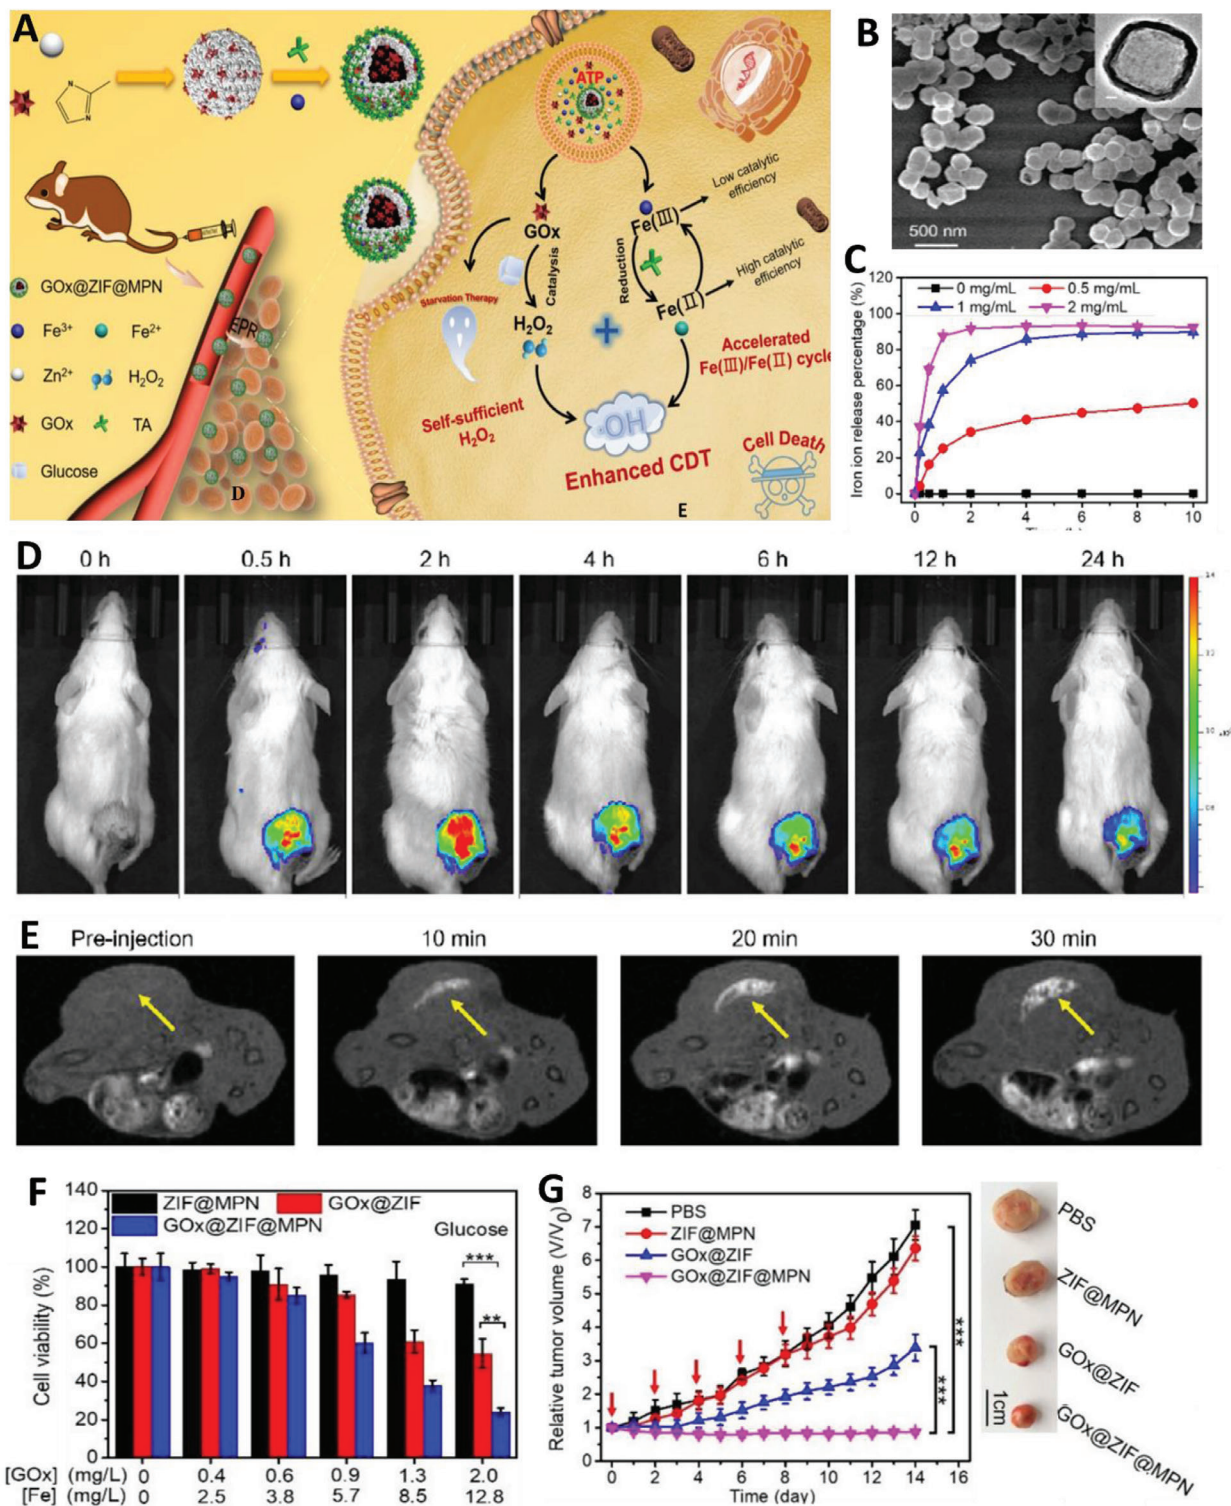 A
ATP
Low catalytic
efficiency
Fe(III)
GOx
Catalysis
Reduction
High catalytic
efficiency
Fe(II)
Starvation Therapy
H₂O₂
Accelerated
Fe(III)/Fe(II) cycle
Self-sufficient
H₂O₂
·OH
Enhanced CDT
Cell Death
E
GOx@ZIF@MPN
Fe³⁺ Fe²⁺
Zn²⁺ H₂O₂
GOx TA
Glucose
EPR
D
N
N
B
500 nm
C
Iron ion release percentage (%)
120
100
80
60
40
20
0
0 mg/mL 0.5 mg/mL
1 mg/mL 2 mg/mL
0 2 4 6 8 10
D
0 h 0.5 h 2 h 4 h 6 h 12 h 24 h
E
Pre-injection 10 min 20 min 30 min
F
Cell viability (%)
140
120
100
80
60
40
20
0
ZIF@MPN GOx@ZIF
GOx@ZIF@MPN
Glucose
***
**
[GOx] (mg/L) 0 0.4 0.6 0.9 1.3 2.0
[Fe] (mg/L) 0 2.5 3.8 5.7 8.5 12.8
G
Relative tumor volume (V/V₀)
8
7
6
5
4
3
2
1
0
PBS
ZIF@MPN
GOx@ZIF
GOx@ZIF@MPN
***
***
0 2 4 6 8 10 12 14 16
Time (day)
PBS
ZIF@MPN
GOx@ZIF
GOx@ZIF@MPN
1cm